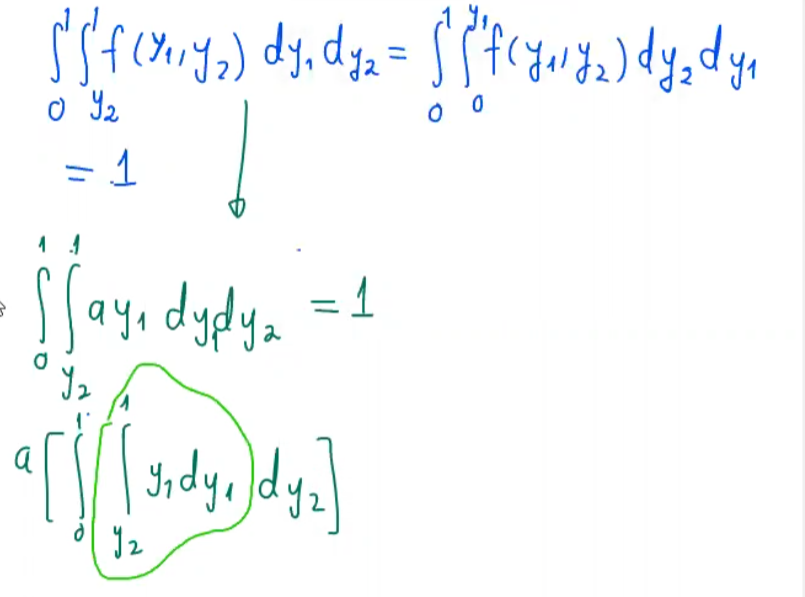 ∫₀¹ ∫_{y₂}¹ f(y₁, y₂) dy₁ dy₂ = ∫₀¹ ∫₀^{y₁} f(y₁, y₂) dy₂ dy₁
= 1
∫₀¹ ∫_{y₂}¹ a y₁ dy₁ dy₂ = 1
a [ ∫₀¹ ∫_{y₂}¹ y₁ dy₁ dy₂ ]